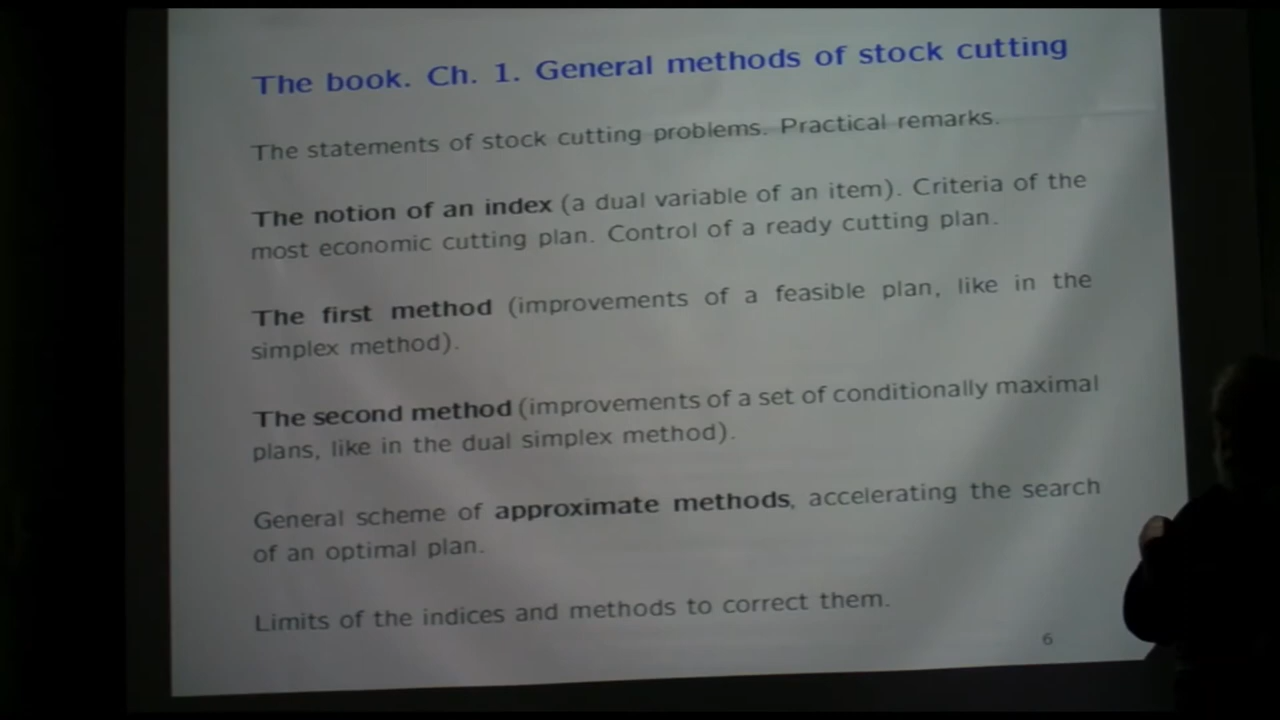 The book. Ch. 1. General methods of stock cutting
The statements of stock cutting problems. Practical remarks.
The notion of an index (a dual variable of an item). Criteria of the
most economic cutting plan. Control of a ready cutting plan.
The first method (improvements of a feasible plan, like in the
simplex method).
The second method (improvements of a set of conditionally maximal
plans, like in the dual simplex method).
General scheme of approximate methods, accelerating the search
of an optimal plan.
Limits of the indices and methods to correct them.
6